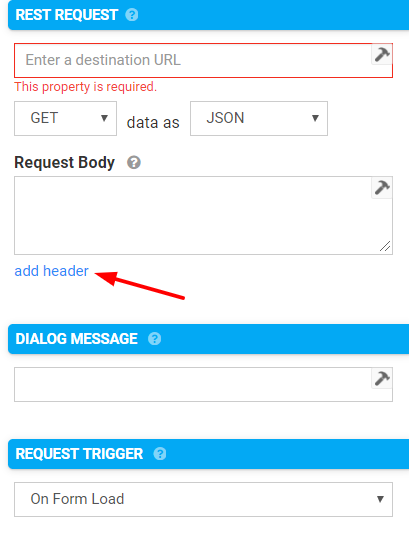 REST REQUEST ?
Enter a destination URL
This property is required.
GET data as JSON
Request Body ?
add header
DIALOG MESSAGE ?
REQUEST TRIGGER ?
On Form Load